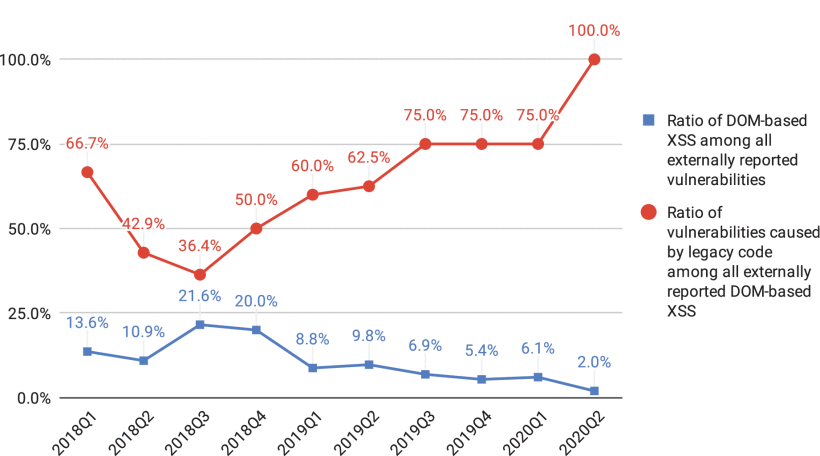 100.0%
100.0%
75.0%
50.0%
25.0%
0.0%
66.7%
42.9%
36.4%
50.0%
60.0%
62.5%
75.0%
75.0%
75.0%
13.6%
10.9%
21.6%
20.0%
8.8%
9.8%
6.9%
5.4%
6.1%
2.0%
2018Q1
2018Q2
2018Q3
2018Q4
2019Q1
2019Q2
2019Q3
2019Q4
2020Q1
2020Q2
Ratio of DOM-based
XSS among all
externally reported
vulnerabilities
Ratio of
vulnerabilities caused
by legacy code
among all externally
reported DOM-based
XSS